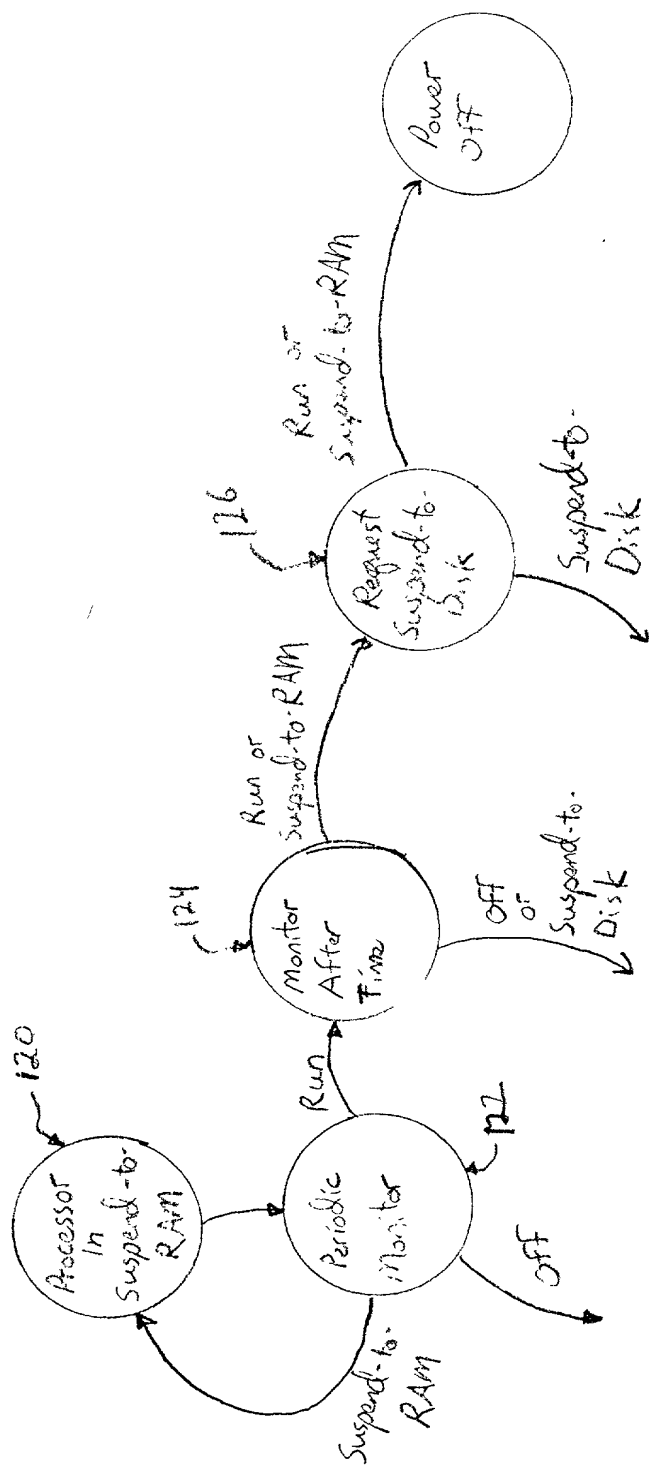 Processor
In
Suspend-to-
RAM
120
Suspend-to-
RAM
Periodic
Monitor
122
Off
Run
Monitor
After
Time
124
Off
or
Suspend-to-
Disk
Run or
Suspend-to-RAM
Request
Suspend-to-
Disk
126
Suspend-to-
Disk
Run or
Suspend-to-RAM
Power
Off